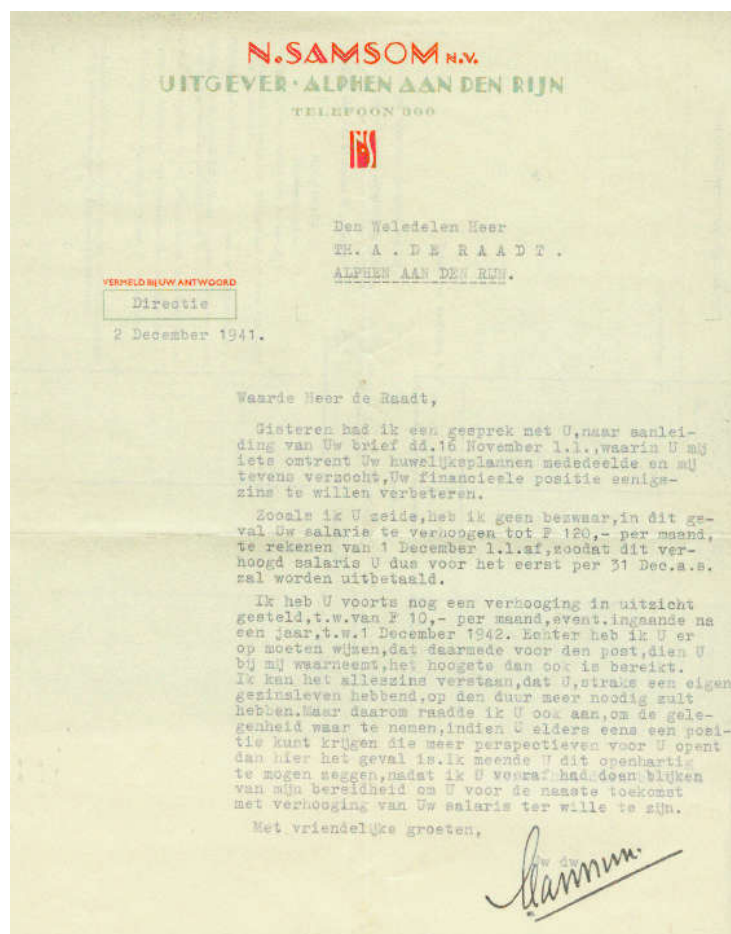 N. SAMSOM N.V.
UITGEVER · ALPHEN AAN DEN RIJN
TELEFOON 300
NS
Den Weledelen Heer
TH. A. DE RAADT.
ALPHEN AAN DEN RIJN.
VERMELD BIJ UW ANTWOORD
Directie
2 December 1941.
Waarde Heer de Raadt,
Gisteren had ik een gesprek met U,naar aanlei-
ding van Uw brief dd.16 November l.l.,waarin U mij
iets omtrent Uw huwelijksplannen mededeelde en mij
tevens verzocht,Uw financieele positie eenigs-
zins te willen verbeteren.
Zooals ik U zeide,heb ik geen bezwaar,in dit ge-
val Uw salaris te verhoogen tot F 120,- per maand,
te rekenen van 1 December l.l.af,zoodat dit ver-
hoogd salaris U dus voor het eerst per 31 Dec.a.s.
zal worden uitbetaald.
Ik heb U voorts nog een verhooging in uitzicht
gesteld,t.w.van F 10,- per maand,event.ingaande na
een jaar,t.w.1 December 1942. Echter heb ik U er
op moeten wijzen,dat daarmede voor den post,dien U
bij mij waarneemt,het hoogste dan ook is bereikt.
Ik kan het alleszins verstaan,dat U,straks een eigen
gezinsleven hebbend,op den duur meer noodig zult
hebben.Maar daarom raadde ik U ook aan,om de gele-
genheid waar te nemen,indien U elders eens een posi-
tie kunt krijgen die meer perspectieven voor U opent
dan hier het geval is.Ik meende U dit openhartig
te mogen zeggen,nadat ik U vooraf had doen blijken
van mijn bereidheid om U voor de naaste toekomst
met verhooging van Uw salaris ter wille te zijn.
Met vriendelijke groeten,
Uw dw.